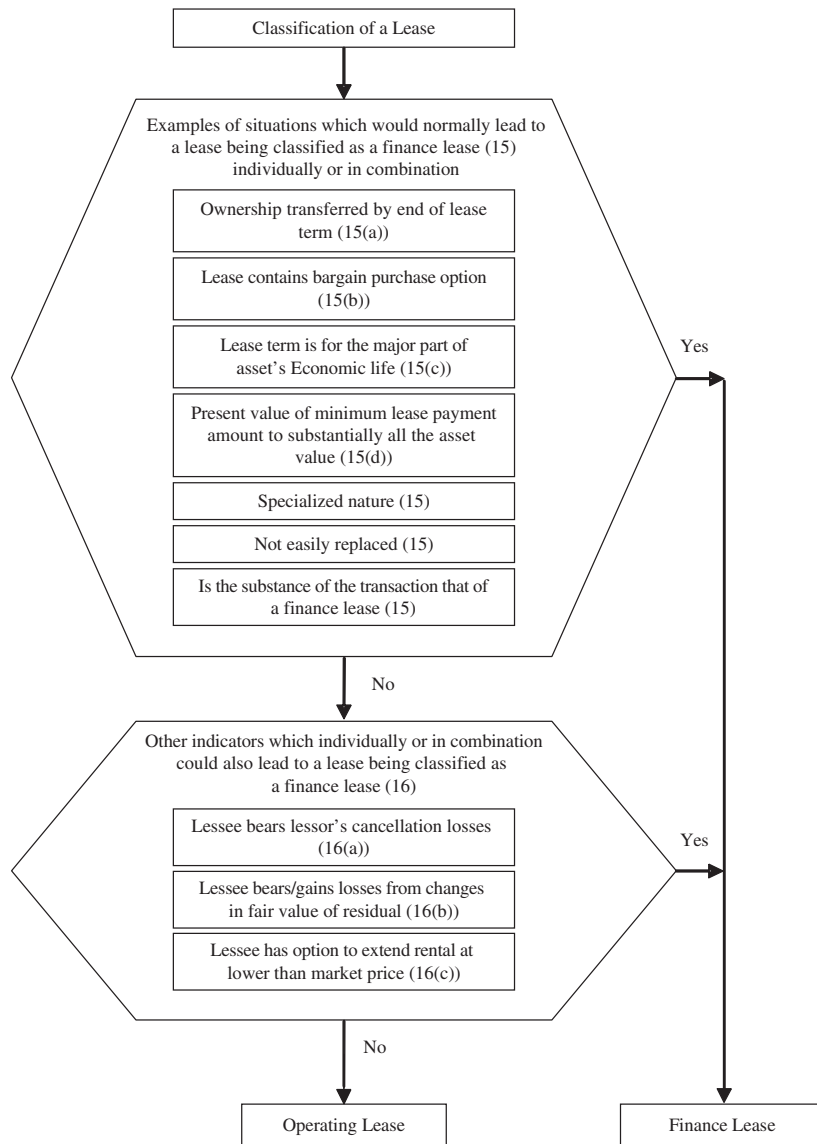 Classification of a Lease
Examples of situations which would normally lead to
a lease being classified as a finance lease (15)
individually or in combination
Ownership transferred by end of lease
term (15(a))
Lease contains bargain purchase option
(15(b))
Lease term is for the major part of
asset's Economic life (15(c))
Yes
Present value of minimum lease payment
amount to substantially all the asset
value (15(d))
Specialized nature (15)
Not easily replaced (15)
Is the substance of the transaction that of
a finance lease (15)
No
Other indicators which individually or in combination
could also lead to a lease being classified as
a finance lease (16)
Lessee bears lessor's cancellation losses
(16(a))
Yes
Lessee bears/gains losses from changes
in fair value of residual (16(b))
Lessee has option to extend rental at
lower than market price (16(c))
No
Operating Lease
Finance Lease